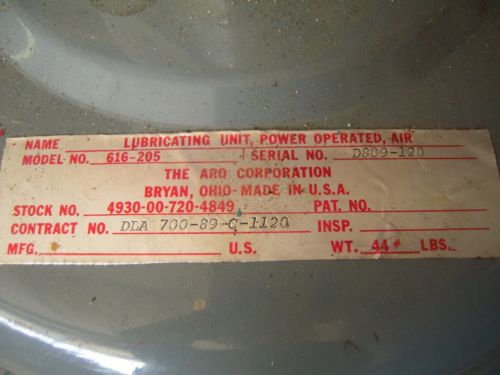 NAME LUBRICATING UNIT, POWER OPERATED, AIR
MODEL NO. 616-205 SERIAL NO. D809-120
THE ARO CORPORATION
BRYAN, OHIO-MADE IN U.S.A.
STOCK NO. 4930-00-720-4849 PAT. NO.
CONTRACT NO. DLA 700-89-C-1120 INSP.
MFG. U.S. WT. 44# LBS.